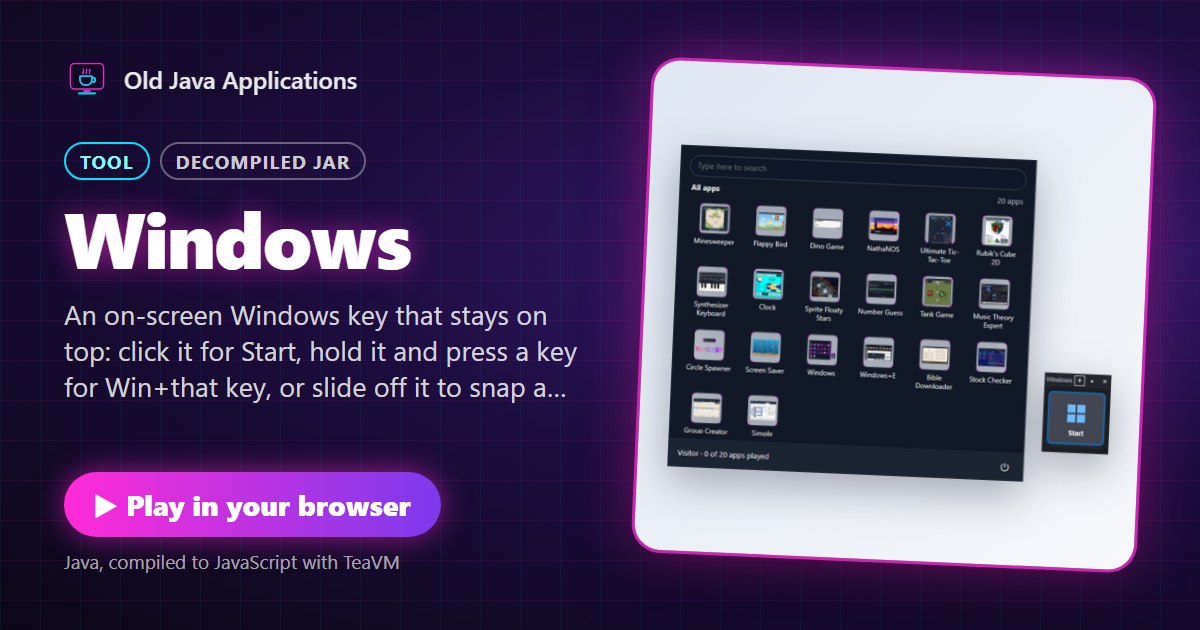 Old Java Applications
TOOL
DECOMPILED JAR
Windows
An on-screen Windows key that stays on
top: click it for Start, hold it and press a key
for Win+that key, or slide off it to snap a...
Play in your browser
Java, compiled to JavaScript with TeaVM
Type here to search
All apps
20 apps
Minesweeper
Flappy Bird
Dino Game
NathaNOS
Ultimate Tic-
Tac-Toe
Rubik's Cube
2D
Synthesizer
Keyboard
Clock
Sprite Floaty
Stars
Number Guess
Tank Game
Music Theory
Expert
Circle Spawner
Screen Saver
Windows
Windows+E
Bible
Downloader
Stock Checker
Group Creator
Simple
Visitor - 0 of 20 apps played
Windows
Start